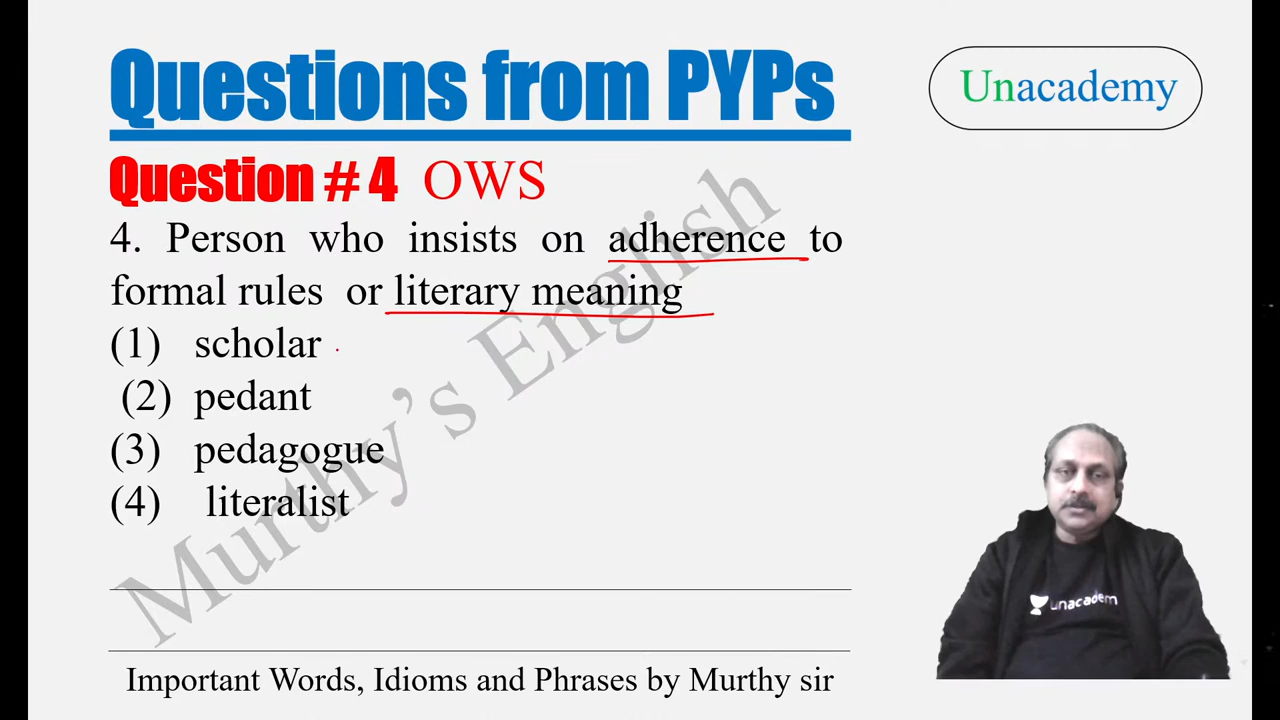 Questions from PYPs
Unacademy
Question # 4 OWS
4. Person who insists on adherence to
formal rules or literary meaning
(1) scholar
(2) pedant
(3) pedagogue
(4) literalist
Murthy's English
unacademy
Important Words, Idioms and Phrases by Murthy sir